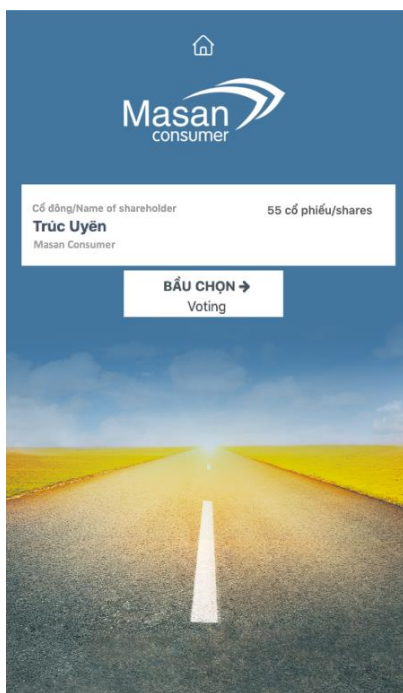 Masan
consumer
Cổ đông/Name of shareholder
55 cổ phiếu/shares
Trúc Uyên
Masan Consumer
BẦU CHỌN →
Voting